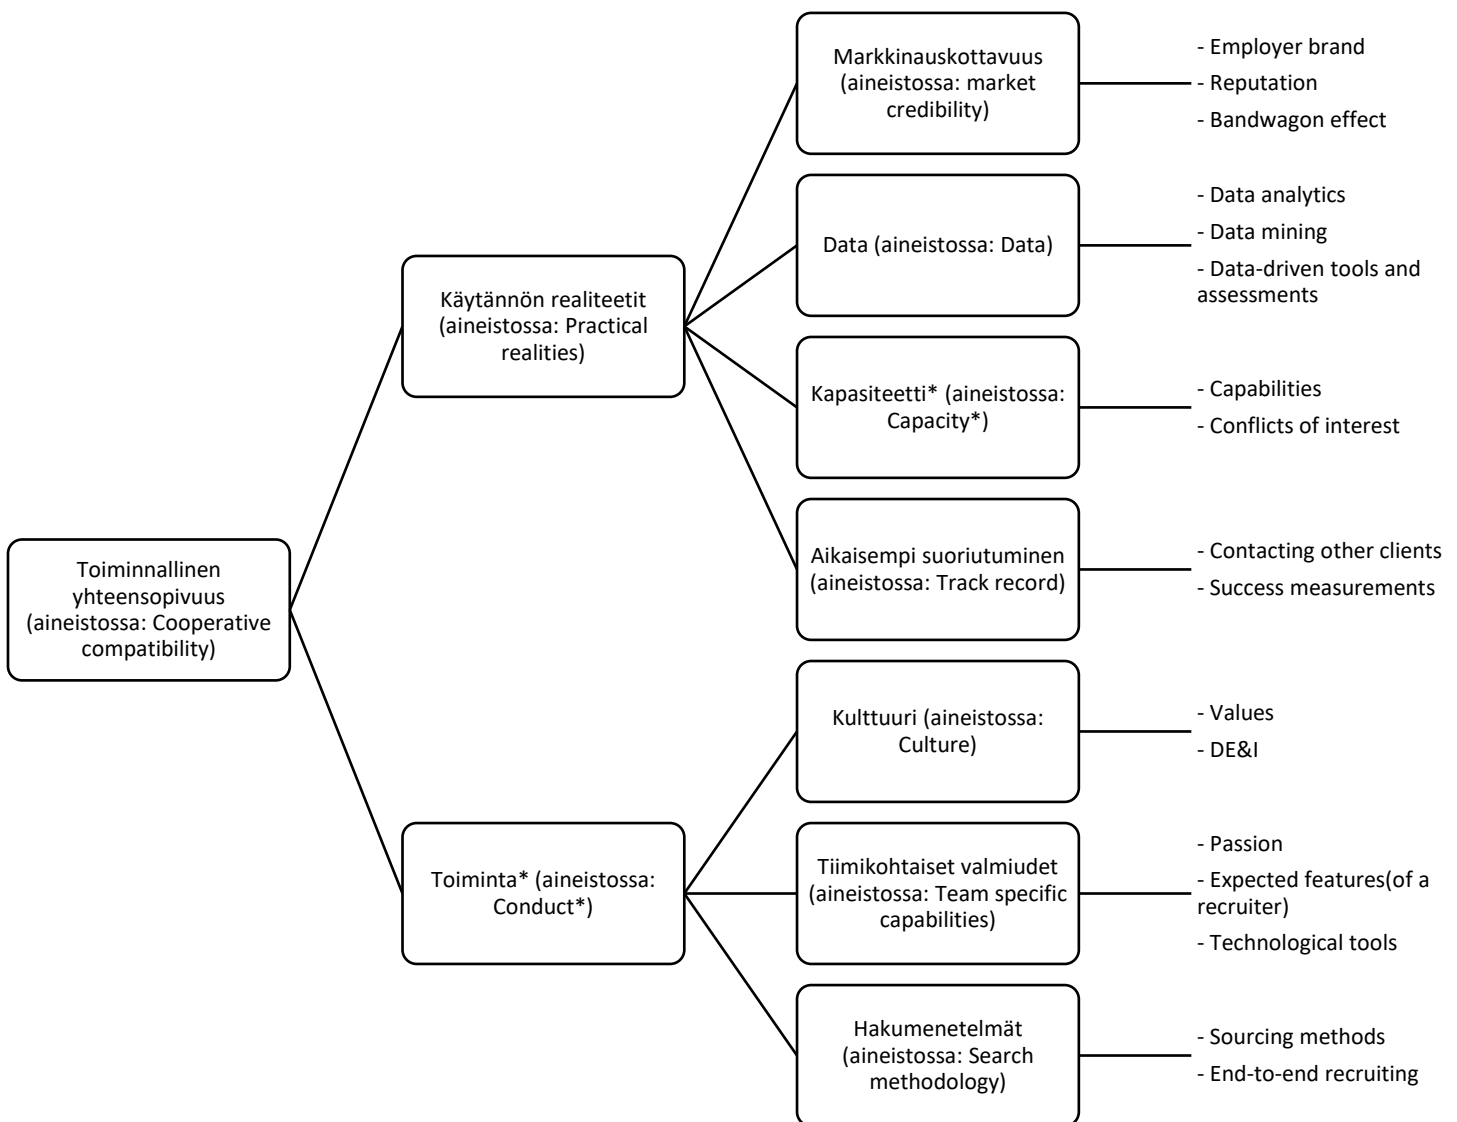 Markkinauskottavuus
(aineistossa: market
credibility)
- Employer brand
- Reputation
- Bandwagon effect
Data (aineistossa: Data)
- Data analytics
- Data mining
- Data-driven tools and
assessments
Käytännön realiteetit
(aineistossa: Practical
realities)
Kapasiteetti* (aineistossa:
Capacity*)
- Capabilities
- Conflicts of interest
Aikaisempi suoriutuminen
(aineistossa: Track record)
- Contacting other clients
- Success measurements
Toiminnallinen
yhteensopivuus
(aineistossa: Cooperative
compatibility)
Kulttuuri (aineistossa:
Culture)
- Values
- DE&I
Toiminta* (aineistossa:
Conduct*)
Tiimikohtaiset valmiudet
(aineistossa: Team specific
capabilities)
- Passion
- Expected features(of a
recruiter)
- Technological tools
Hakumenetelmät
(aineistossa: Search
methodology)
- Sourcing methods
- End-to-end recruiting